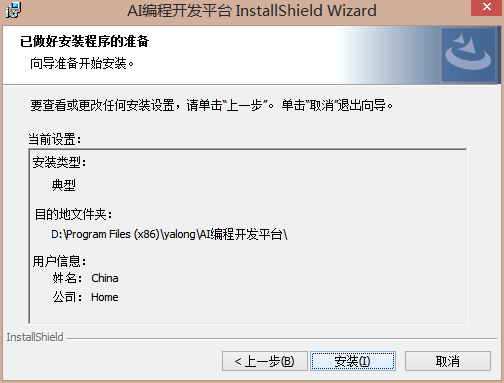 AI编程开发平台 InstallShield Wizard
已做好安装程序的准备
向导准备开始安装。
要查看或更改任何安装设置，请单击“上一步”。 单击“取消”退出向导。
当前设置：
安装类型：
典型
目的地文件夹：
D:\Program Files (x86)\yalong\AI编程开发平台\
用户信息：
姓名： China
公司： Home
InstallShield
< 上一步(B)
安装(I)
取消